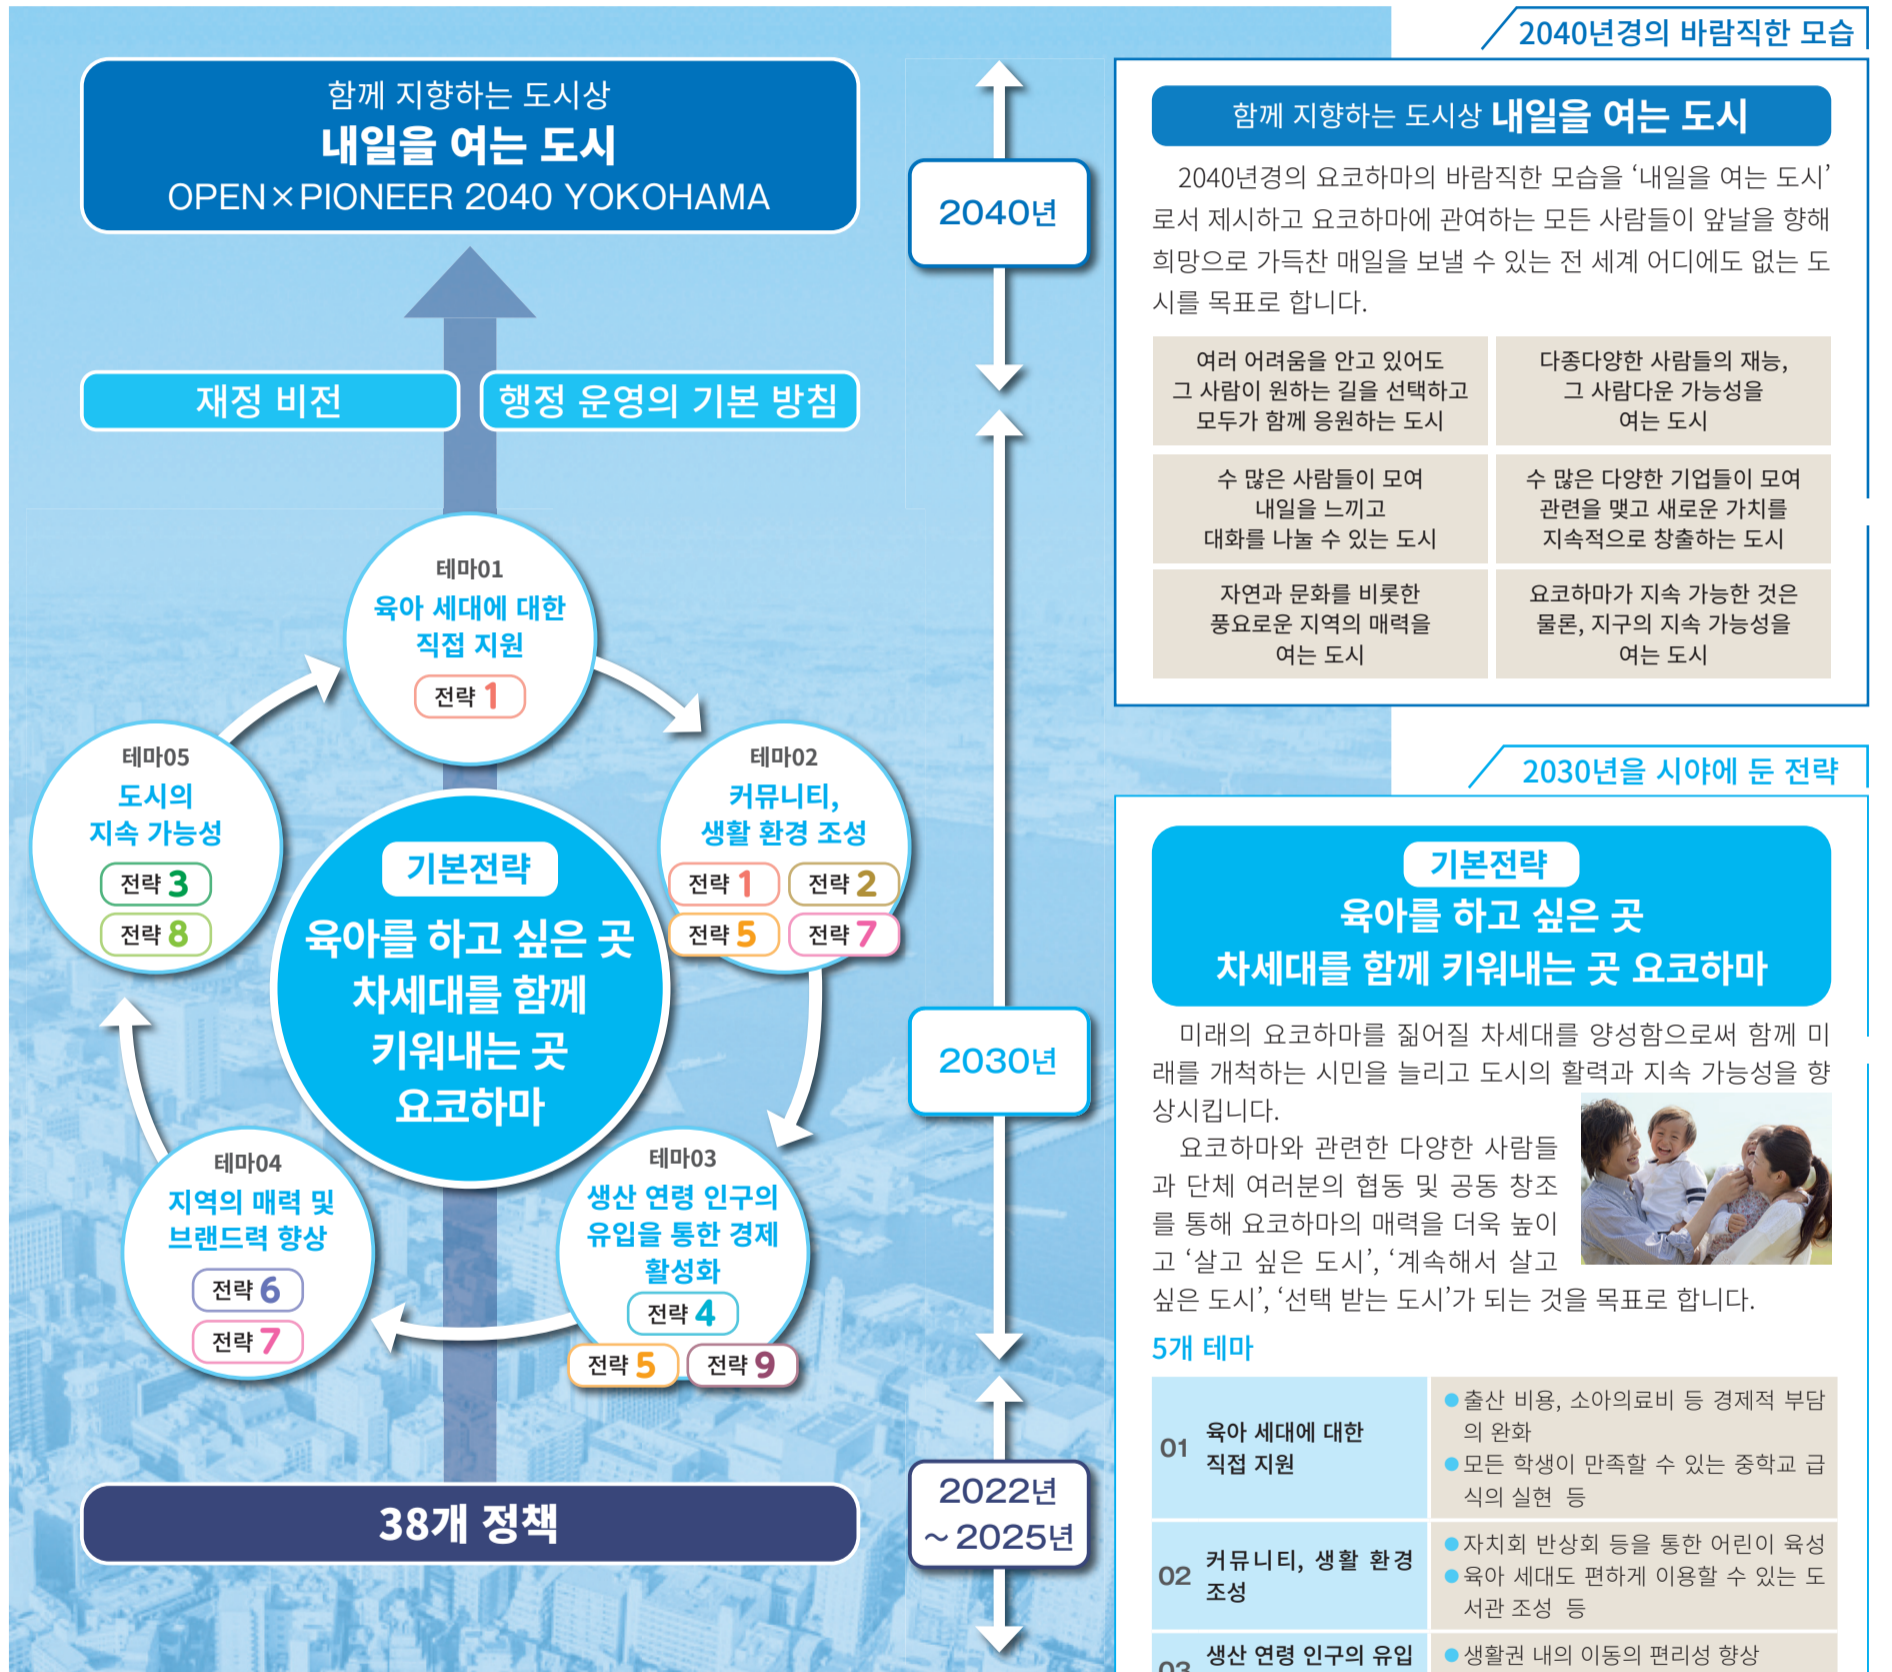 함께 지향하는 도시상
내일을 여는 도시
OPEN×PIONEER 2040 YOKOHAMA
재정 비전
행정 운영의 기본 방침
테마01
육아 세대에 대한
직접 지원
전략 1
테마02
커뮤니티,
생활 환경 조성
전략 1 전략 2
전략 5 전략 7
테마03
생산 연령 인구의
유입을 통한 경제
활성화
전략 4
전략 5 전략 9
테마04
지역의 매력 및
브랜드력 향상
전략 6
전략 7
테마05
도시의
지속 가능성
전략 3
전략 8
기본전략
육아를 하고 싶은 곳
차세대를 함께
키워내는 곳
요코하마
38개 정책
2040년
2030년
2022년
~2025년
2040년경의 바람직한 모습
함께 지향하는 도시상 내일을 여는 도시
2040년경의 요코하마의 바람직한 모습을 ‘내일을 여는 도시’
로서 제시하고 요코하마에 관여하는 모든 사람들이 앞날을 향해
희망으로 가득찬 매일을 보낼 수 있는 전 세계 어디에도 없는 도
시를 목표로 합니다.
여러 어려움을 안고 있어도
그 사람이 원하는 길을 선택하고
모두가 함께 응원하는 도시
다종다양한 사람들의 재능,
그 사람다운 가능성을
여는 도시
수 많은 사람들이 모여
내일을 느끼고
대화를 나눌 수 있는 도시
수 많은 다양한 기업들이 모여
관련을 맺고 새로운 가치를
지속적으로 창출하는 도시
자연과 문화를 비롯한
풍요로운 지역의 매력을
여는 도시
요코하마가 지속 가능한 것은
물론, 지구의 지속 가능성을
여는 도시
2030년을 시야에 둔 전략
기본전략
육아를 하고 싶은 곳
차세대를 함께 키워내는 곳 요코하마
미래의 요코하마를 짊어질 차세대를 양성함으로써 함께 미
래를 개척하는 시민을 늘리고 도시의 활력과 지속 가능성을 향
상시킵니다.
요코하마와 관련한 다양한 사람들
과 단체 여러분의 협동 및 공동 창조
를 통해 요코하마의 매력을 더욱 높이
고 ‘살고 싶은 도시’, ‘계속해서 살고
싶은 도시’, ‘선택 받는 도시’가 되는 것을 목표로 합니다.
5개 테마
01 육아 세대에 대한
직접 지원
●출산 비용, 소아의료비 등 경제적 부담
의 완화
●모든 학생이 만족할 수 있는 중학교 급
식의 실현 등
02 커뮤니티, 생활 환경
조성
●자치회 반상회 등을 통한 어린이 육성
●육아 세대도 편하게 이용할 수 있는 도
서관 조성 등
03 생산 연령 인구의 유입
●생활권 내의 이동의 편리성 향상